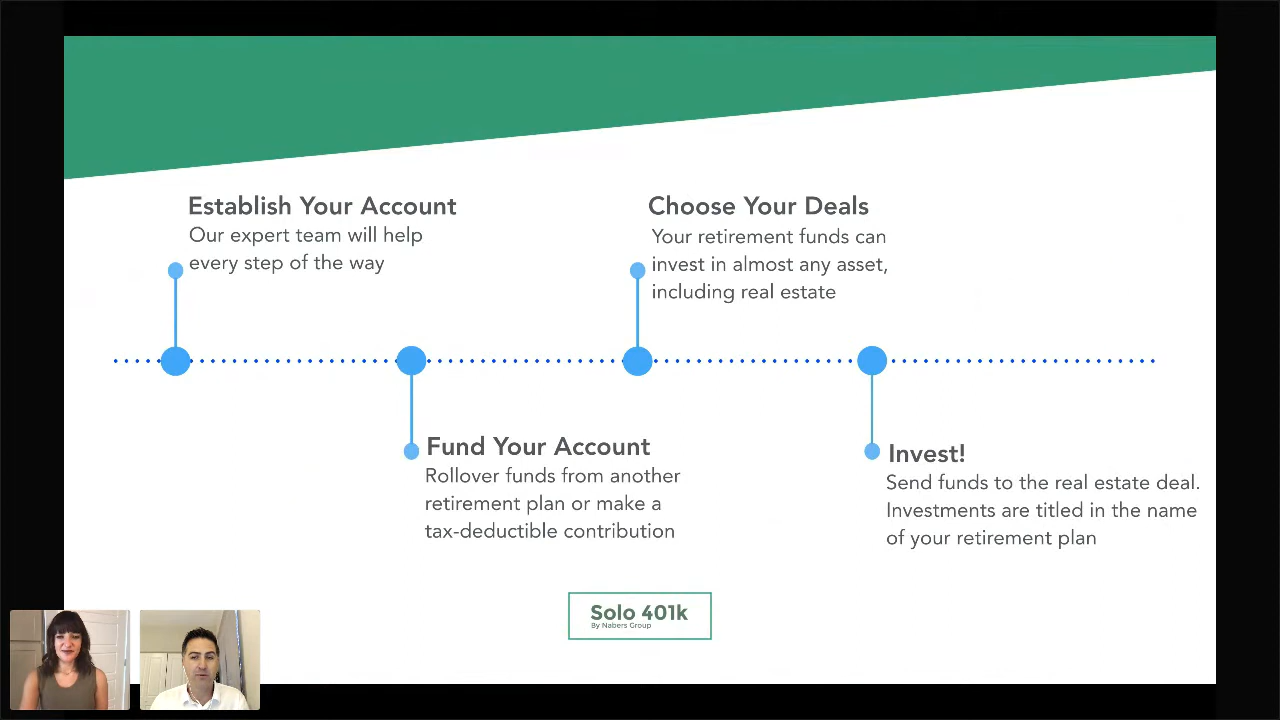 Establish Your Account
Our expert team will help
every step of the way
Choose Your Deals
Your retirement funds can
invest in almost any asset,
including real estate
Fund Your Account
Rollover funds from another
retirement plan or make a
tax-deductible contribution
Invest!
Send funds to the real estate deal.
Investments are titled in the name
of your retirement plan
Solo 401k
By Nabers Group